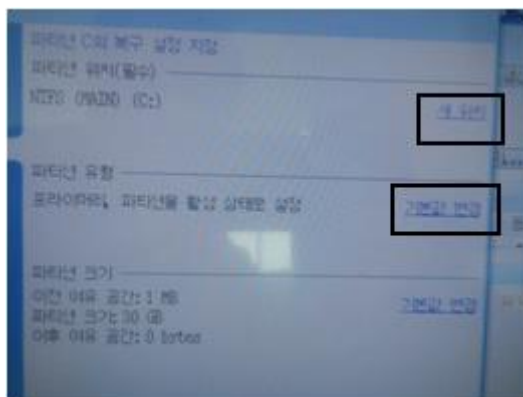 파티션 C의 복구 설정 지정
파티션 위치(필수)
NTFS (MAIN) (C:)
새 위치
파티션 유형
프라이머리, 파티션을 활성 상태로 설정
기본값 변경
파티션 크기
이전 여유 공간: 1 MB
기본값 변경
파티션 크기: 30 GB
이후 여유 공간: 0 bytes